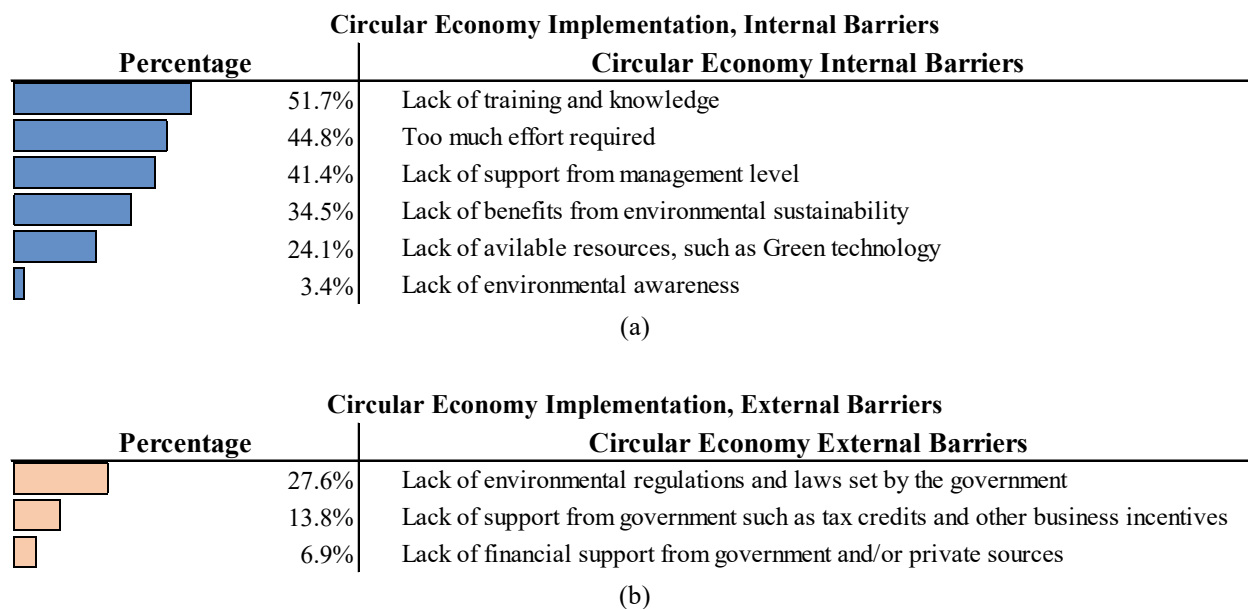 Circular Economy Implementation, Internal Barriers
Percentage Circular Economy Internal Barriers
51.7% Lack of training and knowledge
44.8% Too much effort required
41.4% Lack of support from management level
34.5% Lack of benefits from environmental sustainability
24.1% Lack of avilable resources, such as Green technology
3.4% Lack of environmental awareness
(a)
Circular Economy Implementation, External Barriers
Percentage Circular Economy External Barriers
27.6% Lack of environmental regulations and laws set by the government
13.8% Lack of support from government such as tax credits and other business incentives
6.9% Lack of financial support from government and/or private sources
(b)